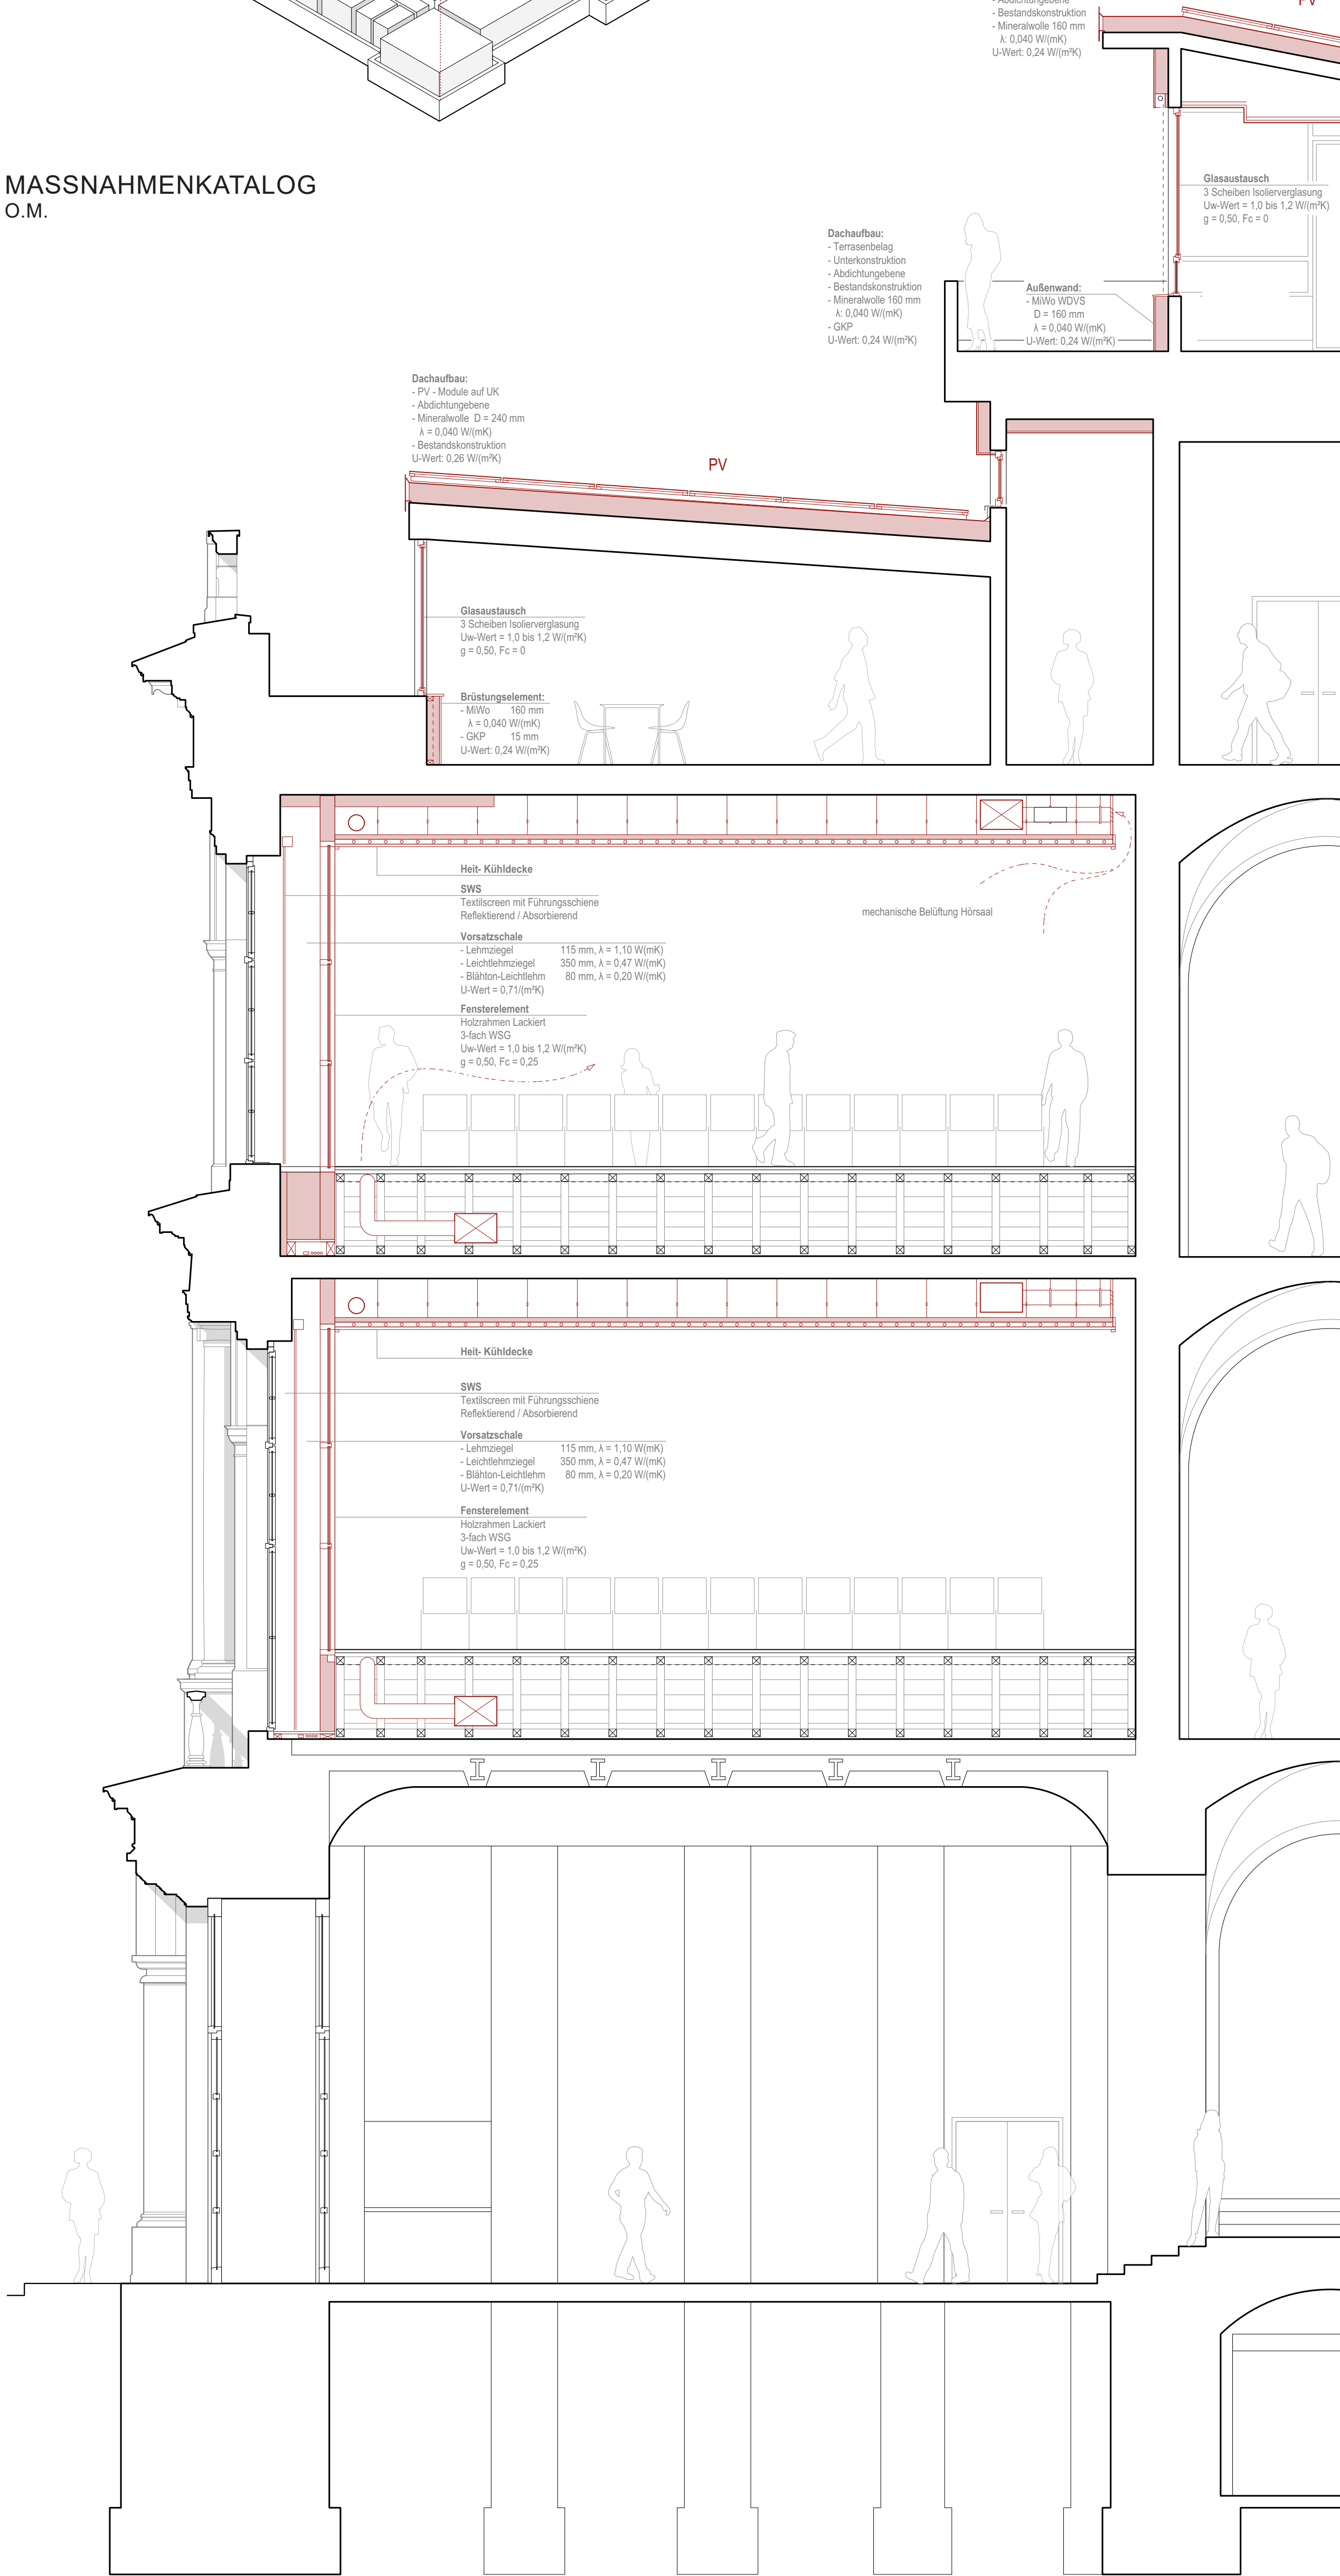 - Abdichtungebene
- Bestandskonstruktion
- Mineralwolle 160 mm
λ: 0,040 W/(mK)
U-Wert: 0,24 W/(m²K)
PV
MASSNAHMENKATALOG
O.M.
Glasaustausch
3 Scheiben Isolierverglasung
Uw-Wert = 1,0 bis 1,2 W/(m²K)
g = 0,50, Fc = 0
Dachaufbau:
- Terrasenbelag
- Unterkonstruktion
- Abdichtungebene
- Bestandskonstruktion
- Mineralwolle 160 mm
λ: 0,040 W/(mK)
- GKP
U-Wert: 0,24 W/(m²K)
Außenwand:
- MiWo WDVS
D = 160 mm
λ = 0,040 W/(mK)
U-Wert: 0,24 W/(m²K)
Dachaufbau:
- PV - Module auf UK
- Abdichtungebene
- Mineralwolle D = 240 mm
λ = 0,040 W/(mK)
- Bestandskonstruktion
U-Wert: 0,26 W/(m²K)
PV
Glasaustausch
3 Scheiben Isolierverglasung
Uw-Wert = 1,0 bis 1,2 W/(m²K)
g = 0,50, Fc = 0
Brüstungselement:
- MiWo 160 mm
λ = 0,040 W/(mK)
- GKP 15 mm
U-Wert: 0,24 W/(m²K)
Heit- Kühldecke
SWS
Textilscreen mit Führungsschiene
Reflektierend / Absorbierend
mechanische Belüftung Hörsaal
Vorsatzschale
- Lehmziegel 115 mm, λ = 1,10 W(mK)
- Leichtlehmziegel 350 mm, λ = 0,47 W/(mK)
- Blähton-Leichtlehm 80 mm, λ = 0,20 W/(mK)
U-Wert = 0,71/(m²K)
Fensterelement
Holzrahmen Lackiert
3-fach WSG
Uw-Wert = 1,0 bis 1,2 W/(m²K)
g = 0,50, Fc = 0,25
Heit- Kühldecke
SWS
Textilscreen mit Führungsschiene
Reflektierend / Absorbierend
Vorsatzschale
- Lehmziegel 115 mm, λ = 1,10 W(mK)
- Leichtlehmziegel 350 mm, λ = 0,47 W/(mK)
- Blähton-Leichtlehm 80 mm, λ = 0,20 W/(mK)
U-Wert = 0,71/(m²K)
Fensterelement
Holzrahmen Lackiert
3-fach WSG
Uw-Wert = 1,0 bis 1,2 W/(m²K)
g = 0,50, Fc = 0,25